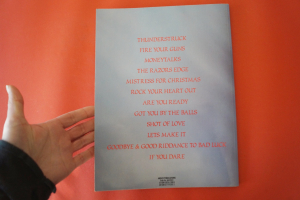 THUNDERSTRUCK
FIRE YOUR GUNS
MONEYTALKS
THE RAZORS EDGE
MISTRESS FOR CHRISTMAS
ROCK YOUR HEART OUT
ARE YOU READY
GOT YOU BY THE BALLS
SHOT OF LOVE
LETS MAKE IT
GOODBYE & GOOD RIDDANCE TO BAD LUCK
IF YOU DARE